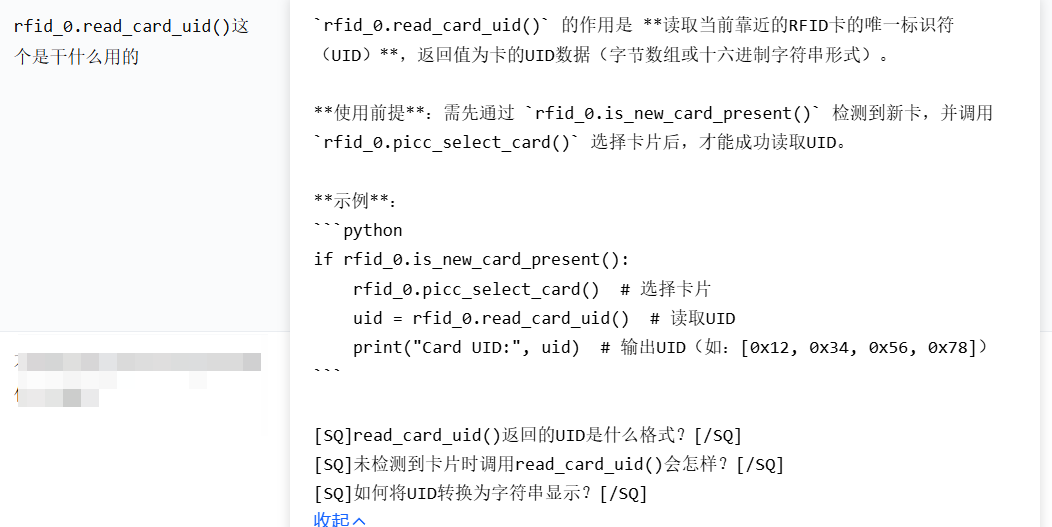 rfid_0.read_card_uid()这
个是干什么用的
`rfid_0.read_card_uid()` 的作用是 **读取当前靠近的RFID卡的唯一标识符
（UID）**，返回值为卡的UID数据（字节数组或十六进制字符串形式）。
**使用前提**：需先通过 `rfid_0.is_new_card_present()` 检测到新卡，并调用
`rfid_0.picc_select_card()` 选择卡片后，才能成功读取UID。
**示例**：
```python
if rfid_0.is_new_card_present():
    rfid_0.picc_select_card()  # 选择卡片
    uid = rfid_0.read_card_uid()  # 读取UID
    print("Card UID:", uid)  # 输出UID（如：[0x12, 0x34, 0x56, 0x78]）
```
[SQ]read_card_uid()返回的UID是什么格式？[/SQ]
[SQ]未检测到卡片时调用read_card_uid()会怎样？[/SQ]
[SQ]如何将UID转换为字符串显示？[/SQ]
收起